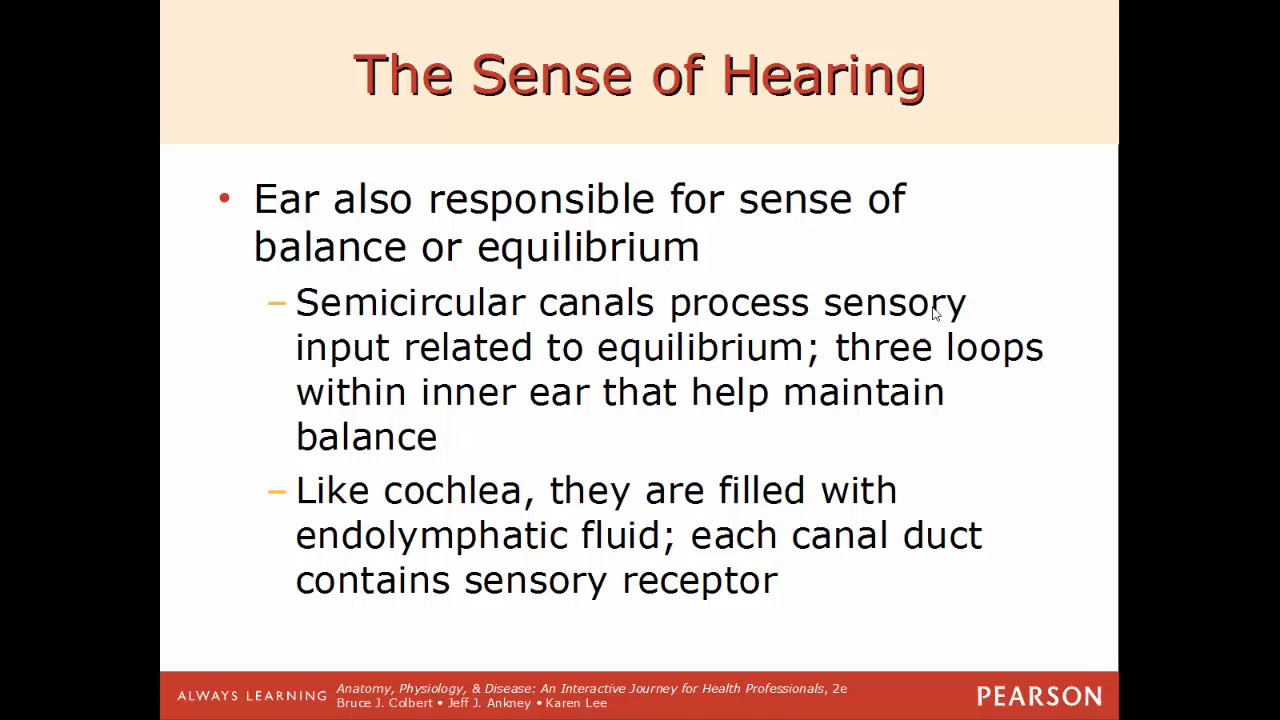 The Sense of Hearing
• Ear also responsible for sense of
balance or equilibrium
– Semicircular canals process sensory
input related to equilibrium; three loops
within inner ear that help maintain
balance
– Like cochlea, they are filled with
endolymphatic fluid; each canal duct
contains sensory receptor
ALWAYS LEARNING
Anatomy, Physiology, & Disease: An Interactive Journey for Health Professionals, 2e
Bruce J. Colbert • Jeff J. Ankney • Karen Lee
PEARSON